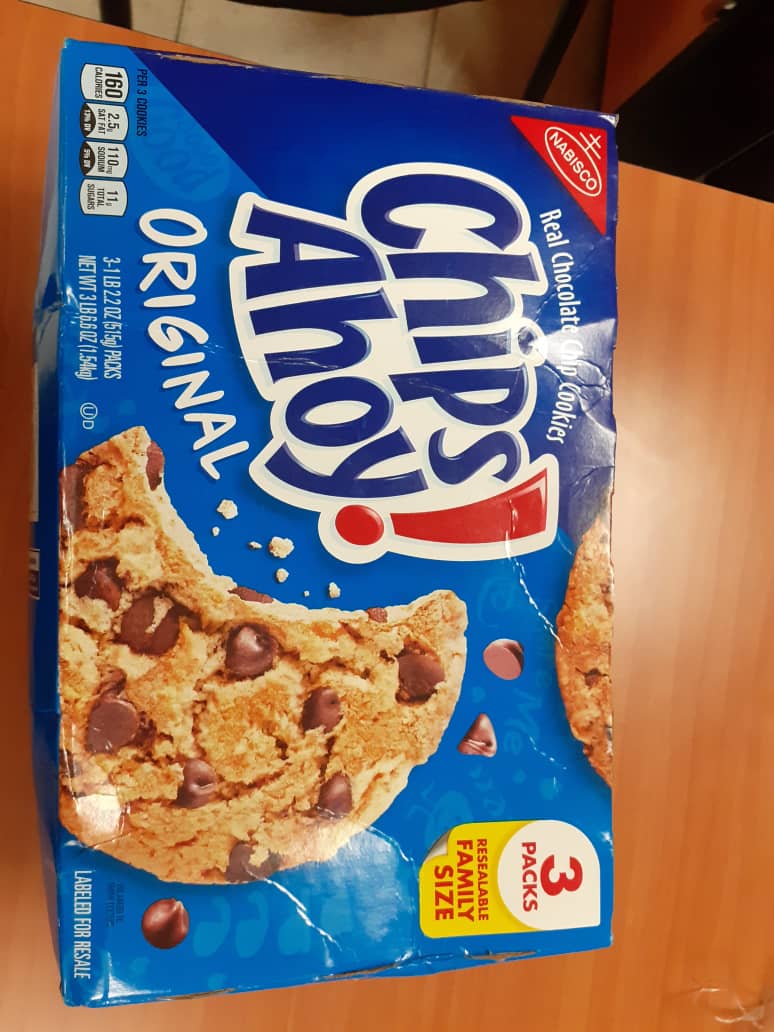 NABISCO
Real Chocolate Chip Cookies
Chips
Ahoy!
ORIGINAL
3
PACKS
RESEALABLE
FAMILY
SIZE
PER 3 COOKIES
160
CALORIES
2.5g
SAT FAT
13% DV
110mg
SODIUM
5% DV
11g
TOTAL
SUGARS
3-1 LB 2.2 OZ (515g) PACKS
NET WT 3 LB 6.6 OZ (1.54kg)
UD
LABELED FOR RESALE